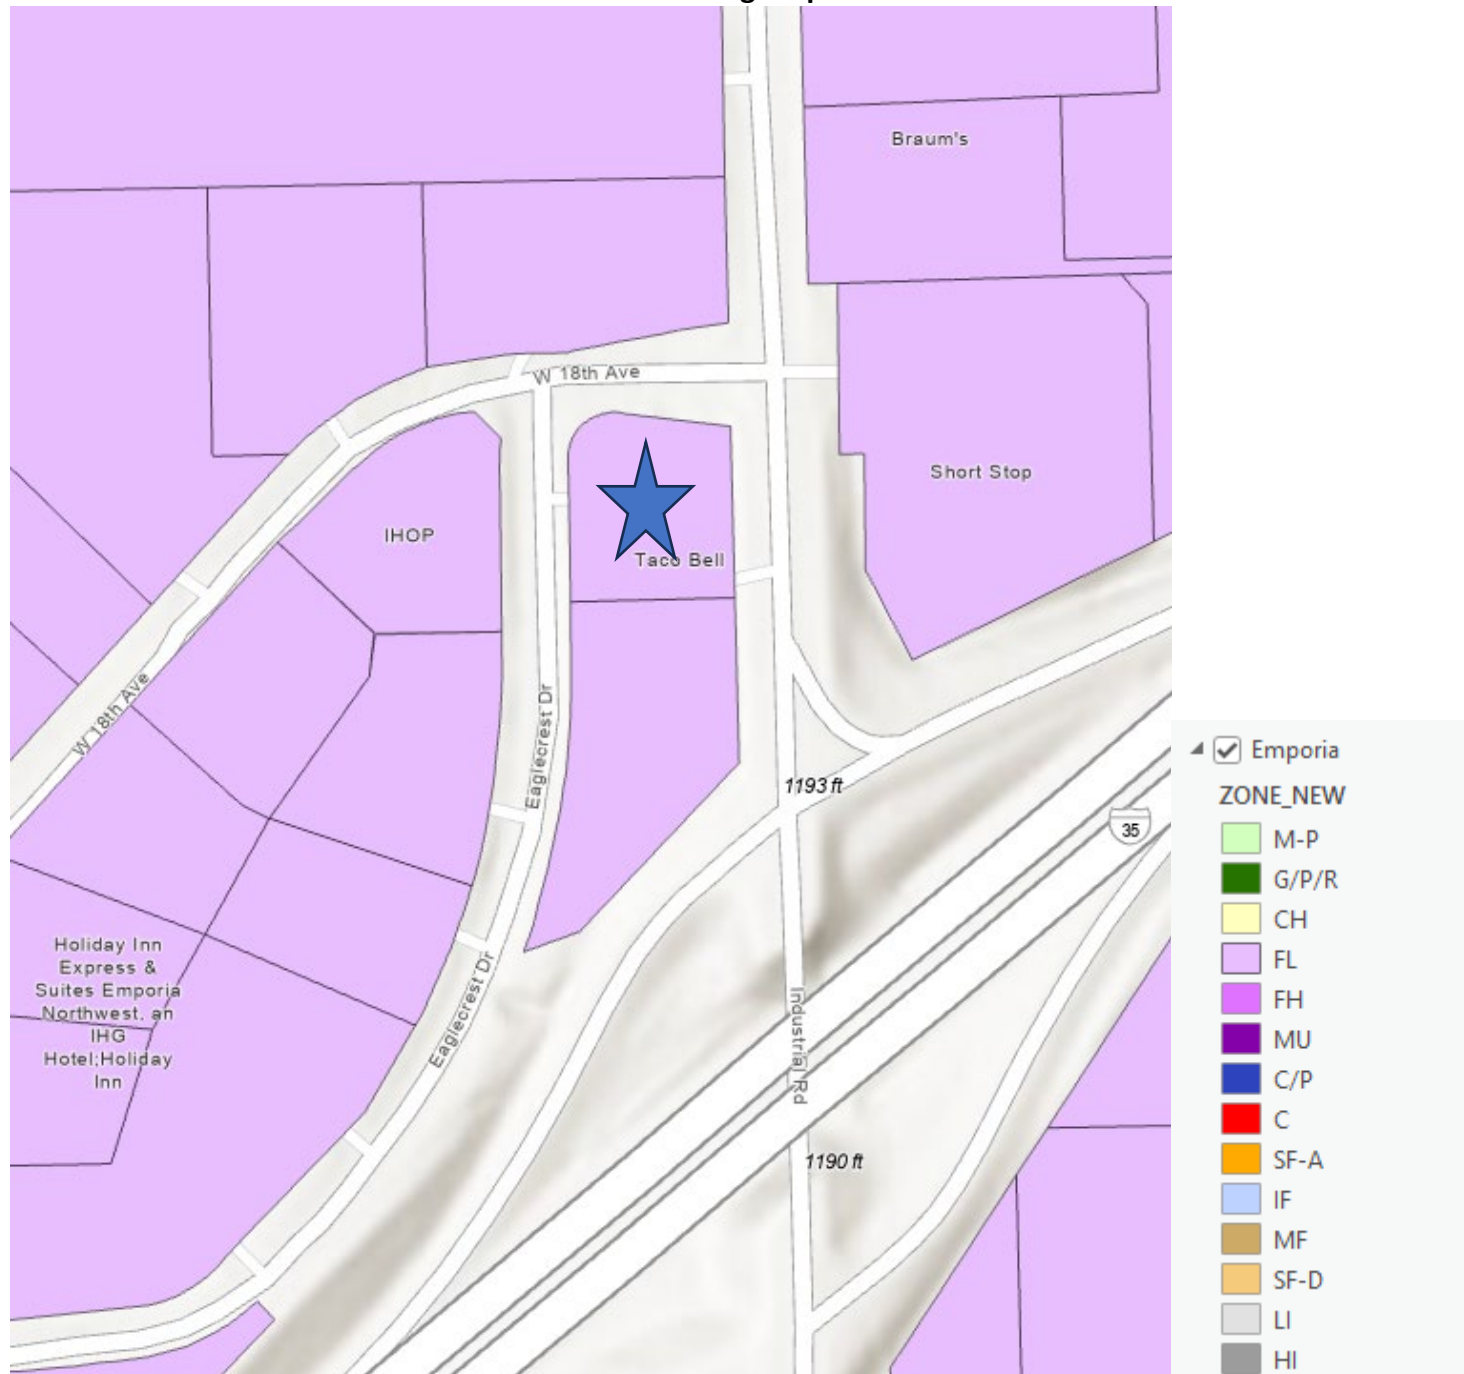 Braum's
W 18th Ave
Short Stop
IHOP
Taco Bell
W 18th Ave
Eaglecrest Dr
1193 ft
35
Holiday Inn
Express &
Suites Emporia
Northwest, an
IHG
Hotel;Holiday
Inn
Eaglecrest Dr
Industrial Rd
1190 ft
Emporia
ZONE_NEW
M-P
G/P/R
CH
FL
FH
MU
C/P
C
SF-A
IF
MF
SF-D
LI
HI